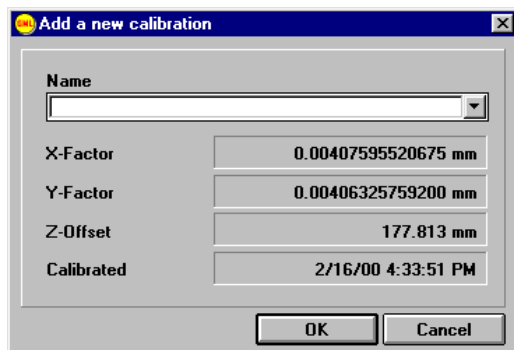 GML Add a new calibration
Name
X-Factor 0.00407595520675 mm
Y-Factor 0.00406325759200 mm
Z-Offset 177.813 mm
Calibrated 2/16/00 4:33:51 PM
OK Cancel